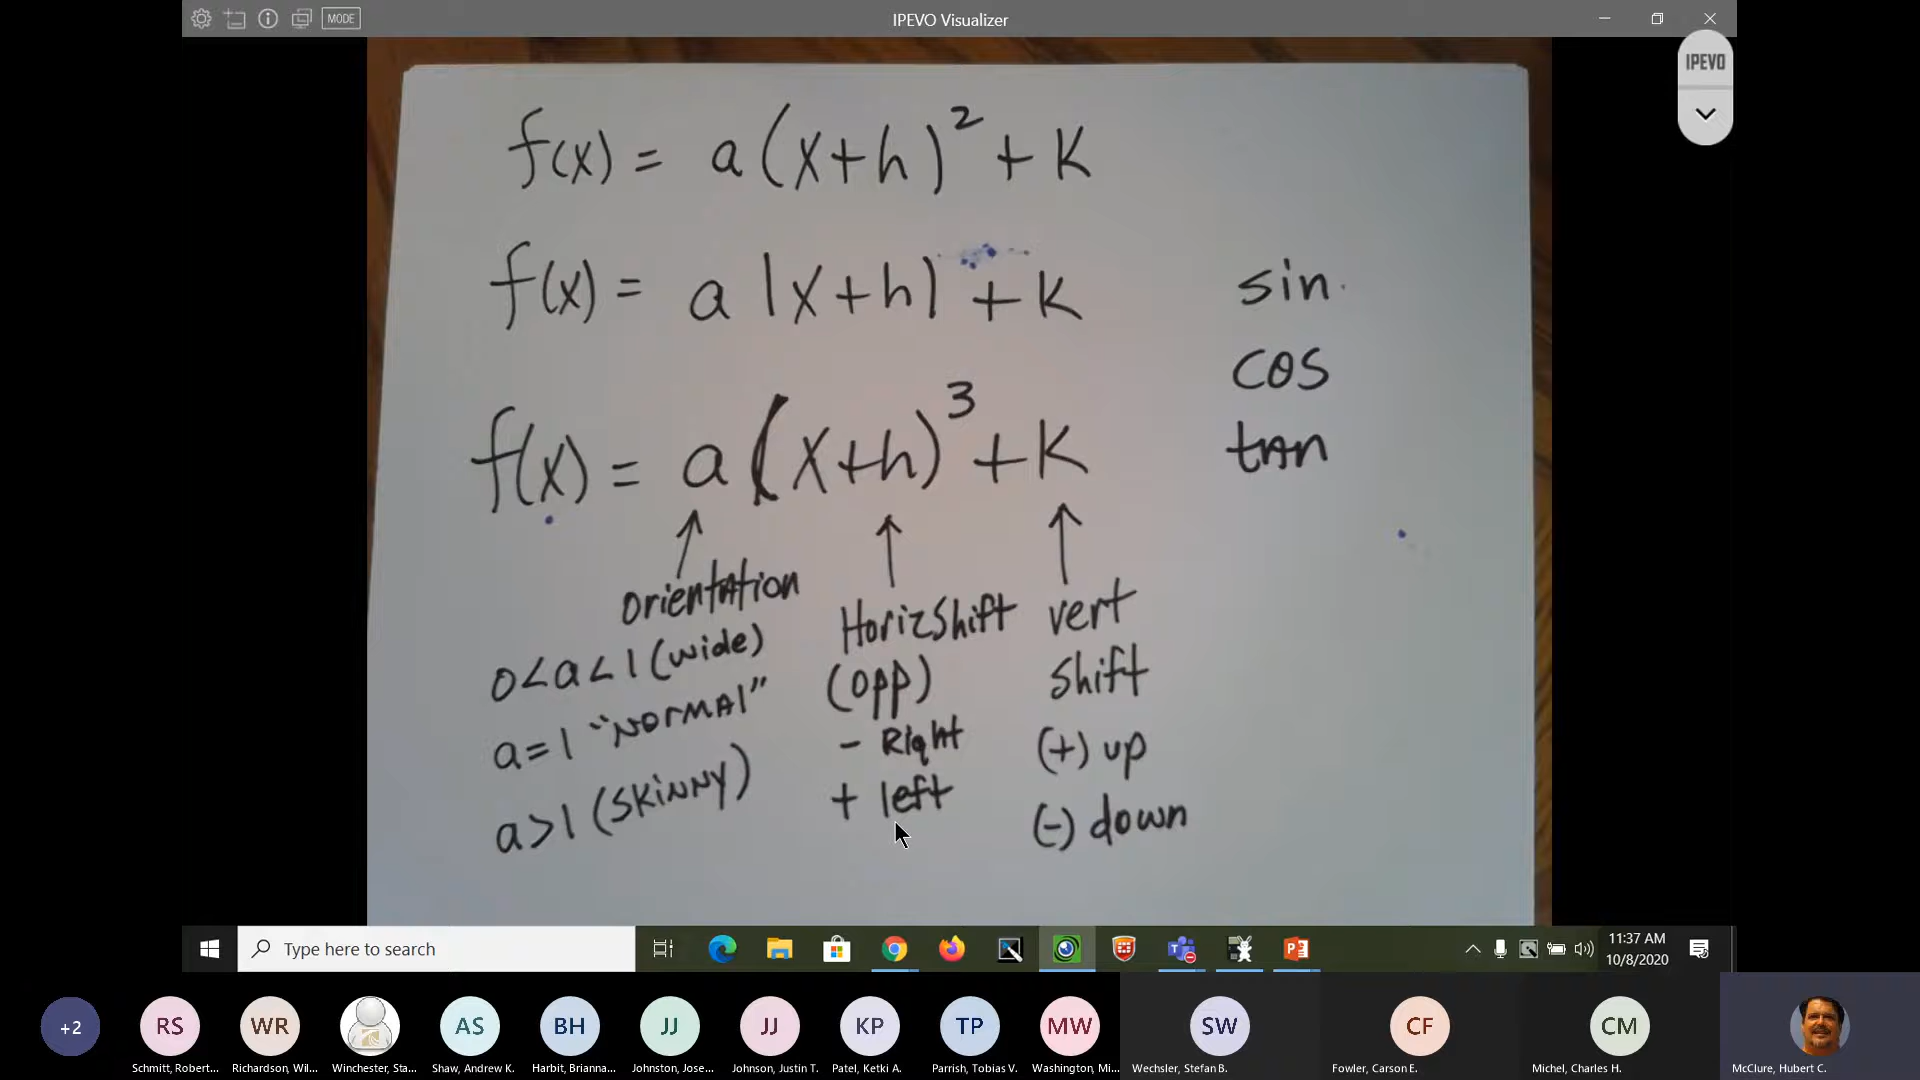 MODE
IPEVO Visualizer
IPEVO
f(x) = a(x+h)² + K
f(x) = a |x+h| + K
f(x) = a(x+h)³ + K
sin
cos
tan
orientation
0<a<1 (wide)
a=1 "NORMAL"
a>1 (SKINNY)
Horiz Shift
(opp)
- Right
+ left
vert
shift
(+) up
(-) down
Type here to search
11:37 AM
10/8/2020
+2
RS
WR
AS
BH
JJ
JJ
KP
TP
MW
SW
CF
CM
Schmitt, Robert...
Richardson, Wil...
Winchester, Sta...
Shaw, Andrew K.
Harbit, Brianna...
Johnston, Jose...
Johnson, Justin T.
Patel, Ketki A.
Parrish, Tobias V.
Washington, Mi...
Wechsler, Stefan B.
Fowler, Carson E.
Michel, Charles H.
McClure, Hubert C.